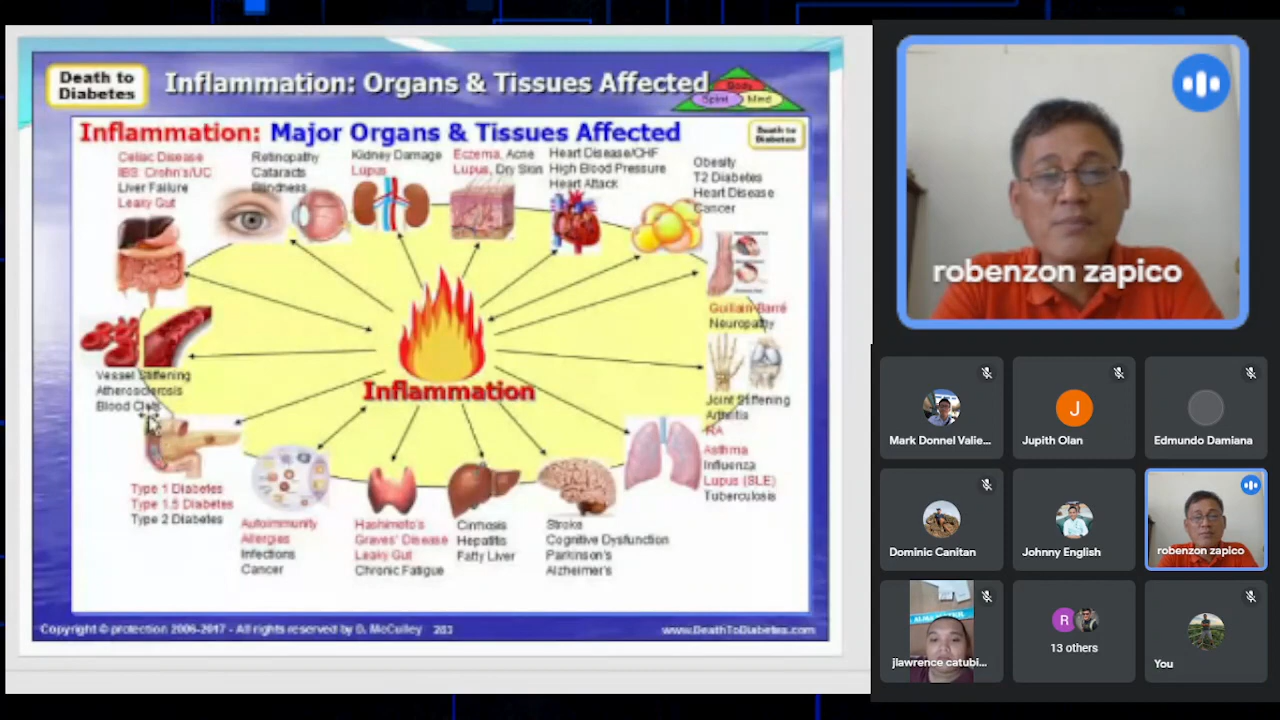 Death to
Diabetes
Inflammation: Organs & Tissues Affected
Body
Spirit
Mind
Inflammation: Major Organs & Tissues Affected
Death to
Diabetes
Celiac Disease
IBS: Crohn's/UC
Liver Failure
Leaky Gut
Retinopathy
Cataracts
Blindness
Kidney Damage
Lupus
Eczema, Acne
Lupus, Dry Skin
Heart Disease/CHF
High Blood Pressure
Heart Attack
Obesity
T2 Diabetes
Heart Disease
Cancer
Guillain-Barré
Neuropathy
Vessel Stiffening
Atherosclerosis
Blood Clots
Inflammation
Joint Stiffening
Arthritis
RA
Asthma
Influenza
Lupus (SLE)
Tuberculosis
Type 1 Diabetes
Type 1.5 Diabetes
Type 2 Diabetes
Autoimmunity
Allergies
Infections
Cancer
Hashimoto's
Graves' Disease
Leaky Gut
Chronic Fatigue
Cirrhosis
Hepatitis
Fatty Liver
Stroke
Cognitive Dysfunction
Parkinson's
Alzheimer's
Copyright © protection 2006-2017 - All rights reserved by D. McCulley 283
www.DeathToDiabetes.com
robenzon zapico
Mark Donnel Valie...
J
Jupith Olan
Edmundo Damiana
Dominic Canitan
Johnny English
robenzon zapico
jlawrence catubi...
R
13 others
You